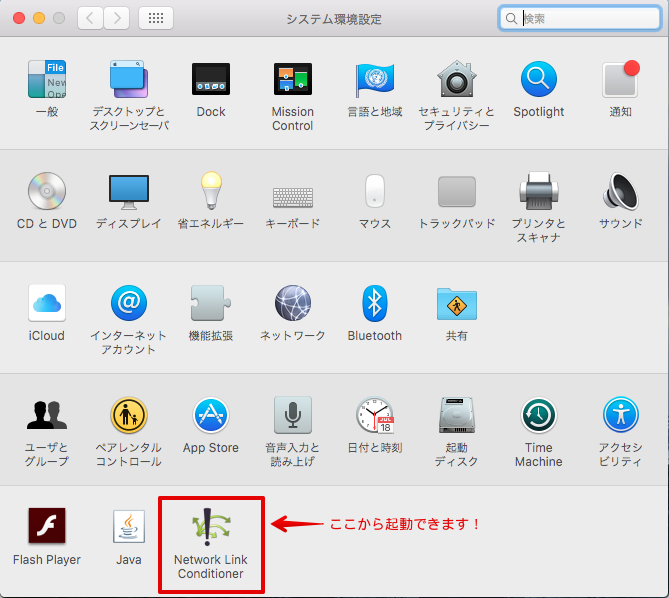 システム環境設定
検索
File
New
Ope
一般
デスクトップと
スクリーンセーバ
Dock
Mission
Control
言語と地域
セキュリティと
プライバシー
Spotlight
通知
CD と DVD
ディスプレイ
省エネルギー
キーボード
マウス
トラックパッド
プリンタと
スキャナ
サウンド
iCloud
@
インターネット
アカウント
機能拡張
ネットワーク
Bluetooth
共有
ユーザと
グループ
ペアレンタル
コントロール
App Store
音声入力と
読み上げ
18
日付と時刻
起動
ディスク
Time
Machine
アクセシ
ビリティ
Flash Player
Java
Network Link
Conditioner
ここから起動できます！